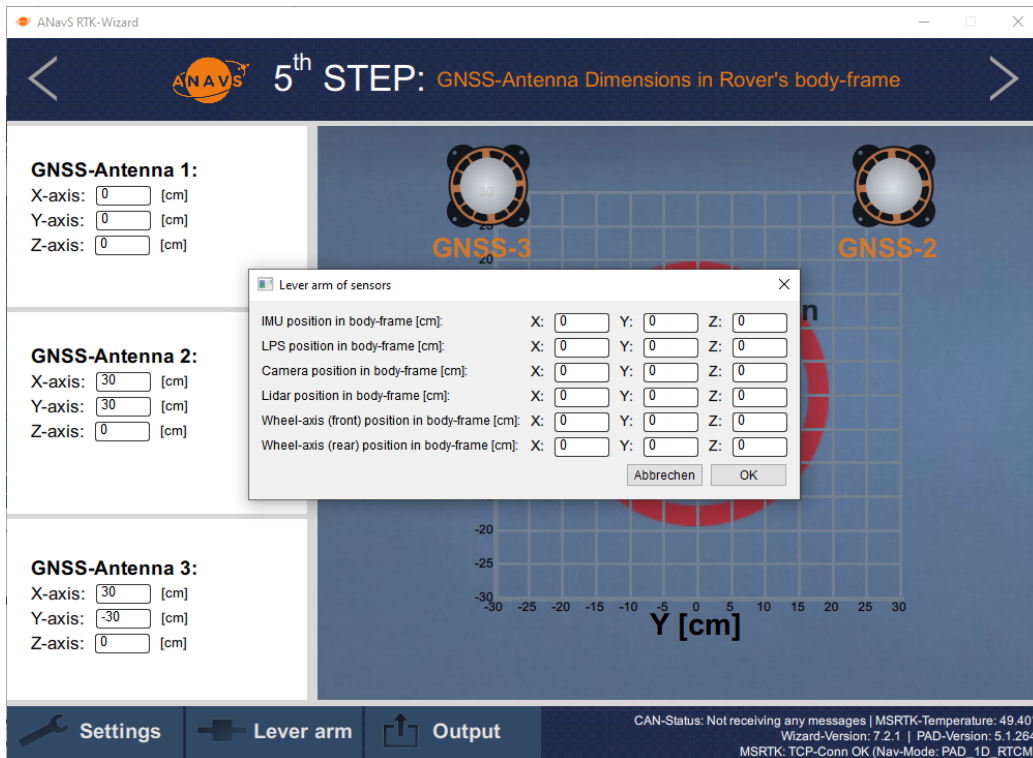 ANavS RTK-Wizard
ANAVS
5th STEP: GNSS-Antenna Dimensions in Rover's body-frame
GNSS-Antenna 1:
X-axis: 0 [cm]
Y-axis: 0 [cm]
Z-axis: 0 [cm]
GNSS-Antenna 2:
X-axis: 30 [cm]
Y-axis: 30 [cm]
Z-axis: 0 [cm]
GNSS-Antenna 3:
X-axis: 30 [cm]
Y-axis: -30 [cm]
Z-axis: 0 [cm]
30
25
20
GNSS-3
GNSS-2
Lever arm of sensors
IMU position in body-frame [cm]: X: 0 Y: 0 Z: 0
LPS position in body-frame [cm]: X: 0 Y: 0 Z: 0
Camera position in body-frame [cm]: X: 0 Y: 0 Z: 0
Lidar position in body-frame [cm]: X: 0 Y: 0 Z: 0
Wheel-axis (front) position in body-frame [cm]: X: 0 Y: 0 Z: 0
Wheel-axis (rear) position in body-frame [cm]: X: 0 Y: 0 Z: 0
Abbrechen OK
n
-20
-25
-30
-30 -25 -20 -15 -10 -5 0 5 10 15 20 25 30
Y [cm]
Settings
Lever arm
Output
CAN-Status: Not receiving any messages | MSRTK-Temperature: 49.40°
Wizard-Version: 7.2.1 | PAD-Version: 5.1.264
MSRTK: TCP-Conn OK (Nav-Mode: PAD_1D_RTCM